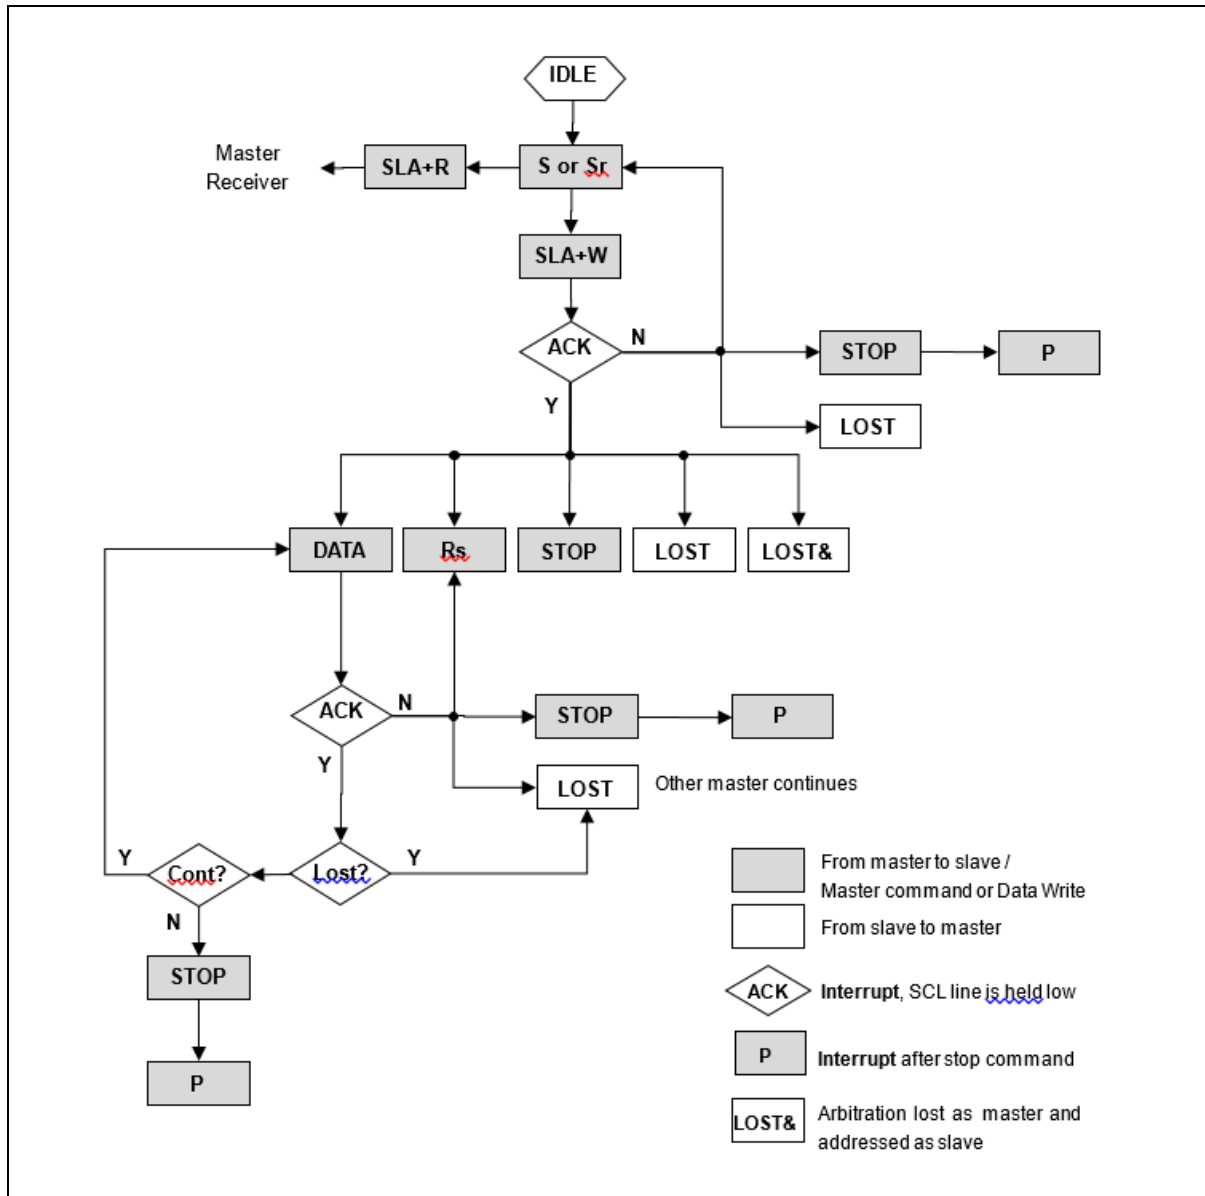 IDLE
Master
Receiver
SLA+R
S or Sr
SLA+W
ACK
N
STOP
P
Y
LOST
DATA
Rs
STOP
LOST
LOST&
ACK
N
STOP
P
Y
LOST
Other master continues
Y
Cont?
Lost?
Y
N
STOP
P
From master to slave /
Master command or Data Write
From slave to master
ACK
Interrupt, SCL line is held low
P
Interrupt after stop command
LOST&
Arbitration lost as master and
addressed as slave